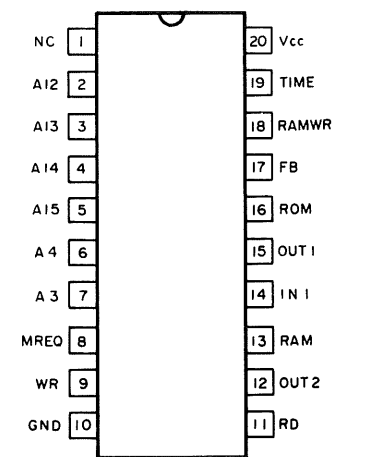 NC 1 20 Vcc
A12 2 19 TIME
A13 3 18 RAMWR
A14 4 17 FB
A15 5 16 ROM
A4 6 15 OUT1
A3 7 14 IN1
MREQ 8 13 RAM
WR 9 12 OUT2
GND 10 11 RD